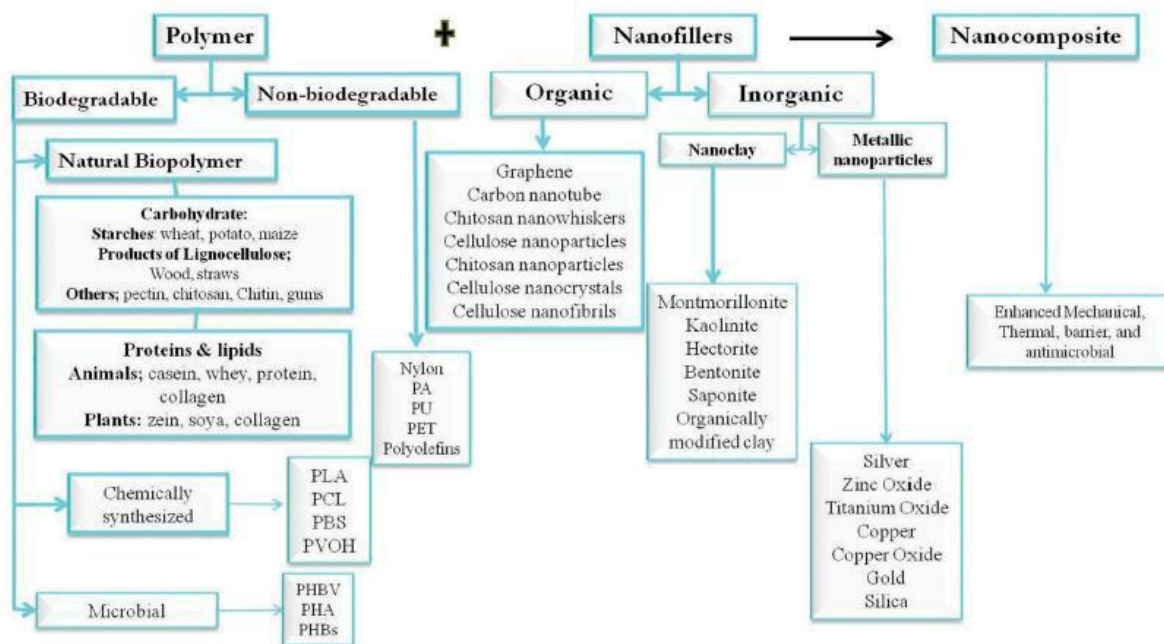 Polymer
Nanofillers
Nanocomposite
Biodegradable
Non-biodegradable
Organic
Inorganic
Natural Biopolymer
Nanoclay
Metallic
nanoparticles
Carbohydrate:
Starches: wheat, potato, maize
Products of Lignocellulose;
Wood, straws
Others; pectin, chitosan, Chitin, gums
Graphene
Carbon nanotube
Chitosan nanowhiskers
Cellulose nanoparticles
Chitosan nanoparticles
Cellulose nanocrystals
Cellulose nanofibrils
Montmorillonite
Kaolinite
Hectorite
Bentonite
Saponite
Organically
modified clay
Enhanced Mechanical,
Thermal, barrier, and
antimicrobial
Proteins & lipids
Animals; casein, whey, protein,
collagen
Plants: zein, soya, collagen
Nylon
PA
PU
PET
Polyolefins
Chemically
synthesized
PLA
PCL
PBS
PVOH
Silver
Zinc Oxide
Titanium Oxide
Copper
Copper Oxide
Gold
Silica
Microbial
PHBV
PHA
PHBs